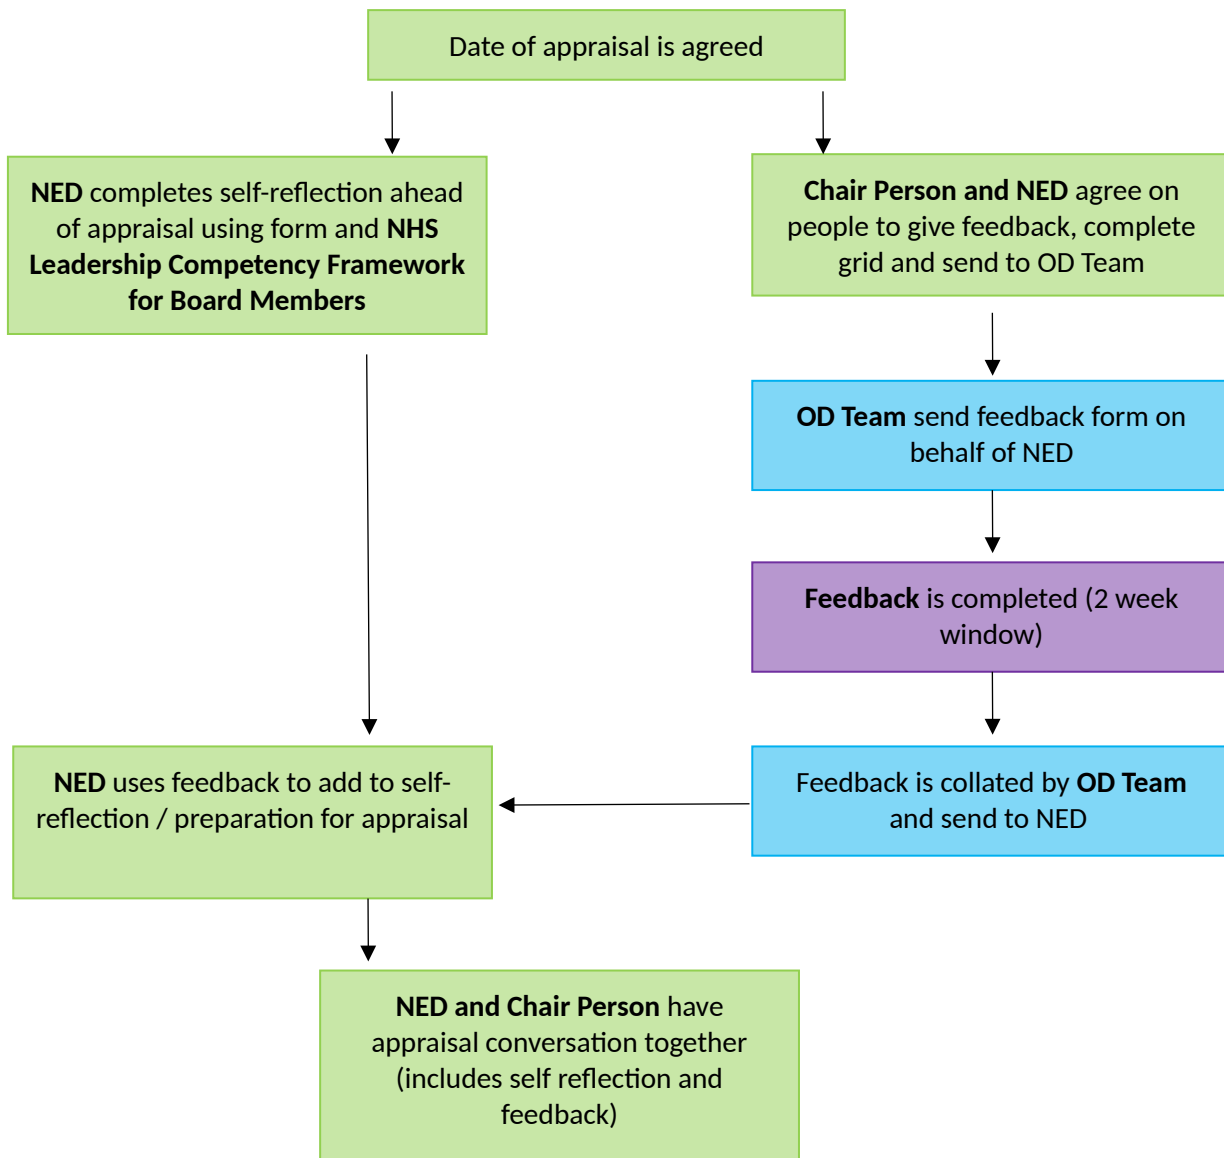 Date of appraisal is agreed
NED completes self-reflection ahead
of appraisal using form and NHS
Leadership Competency Framework
for Board Members
Chair Person and NED agree on
people to give feedback, complete
grid and send to OD Team
OD Team send feedback form on
behalf of NED
Feedback is completed (2 week
window)
Feedback is collated by OD Team
and send to NED
NED uses feedback to add to self-
reflection / preparation for appraisal
NED and Chair Person have
appraisal conversation together
(includes self reflection and
feedback)